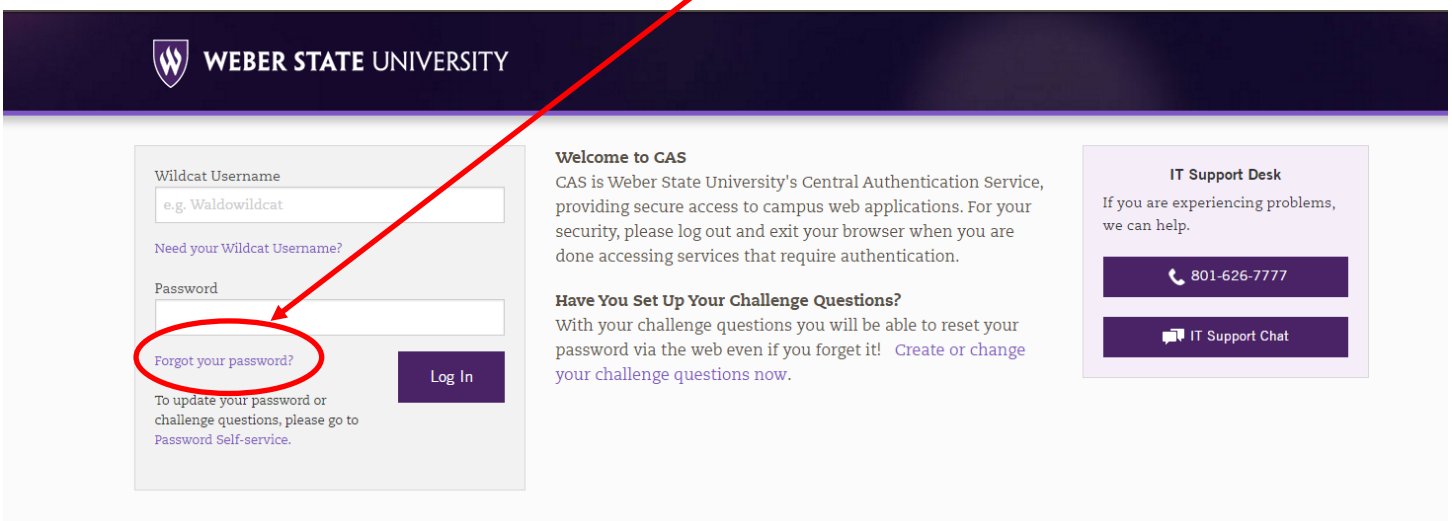 WEBER STATE UNIVERSITY
Wildcat Username
e.g. Waldowildcat
Need your Wildcat Username?
Password
Forgot your password?
Log In
To update your password or
challenge questions, please go to
Password Self-service.
Welcome to CAS
CAS is Weber State University's Central Authentication Service,
providing secure access to campus web applications. For your
security, please log out and exit your browser when you are
done accessing services that require authentication.
Have You Set Up Your Challenge Questions?
With your challenge questions you will be able to reset your
password via the web even if you forget it! Create or change
your challenge questions now.
IT Support Desk
If you are experiencing problems,
we can help.
801-626-7777
IT Support Chat